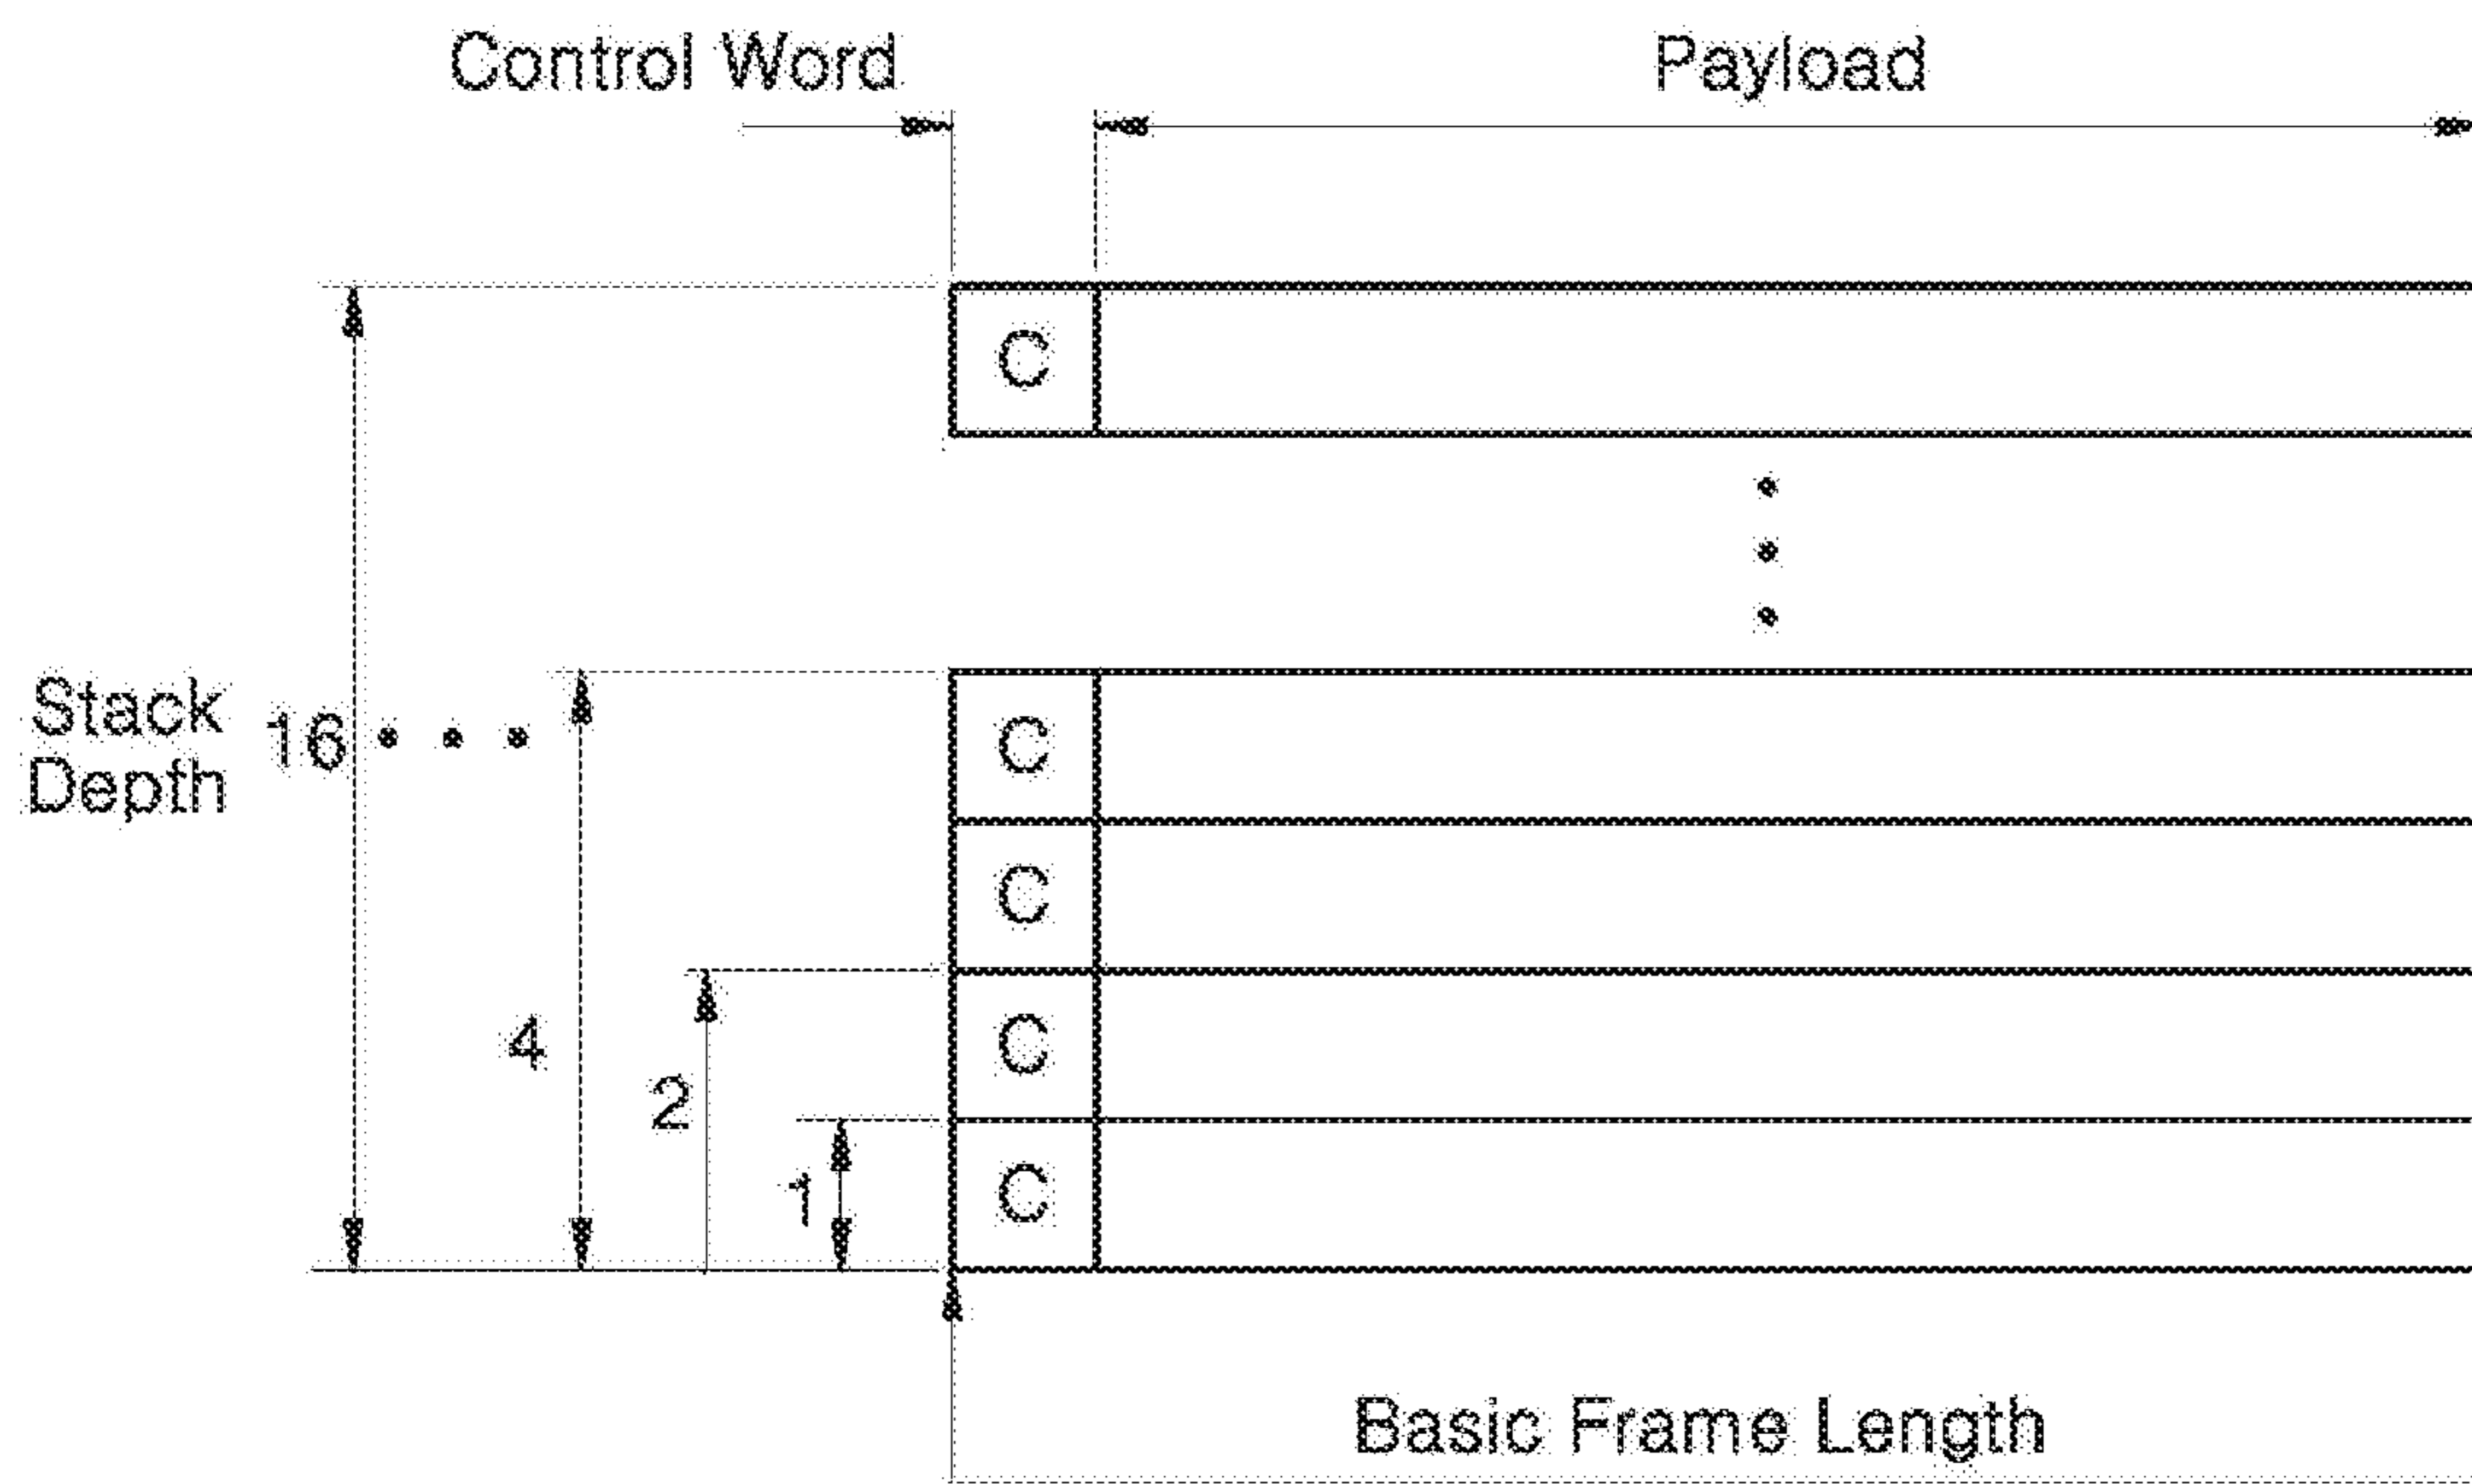 Control Word
Payload
C
Stack
Depth
16
C
C
4
C
2
1
C
Basic Frame Length